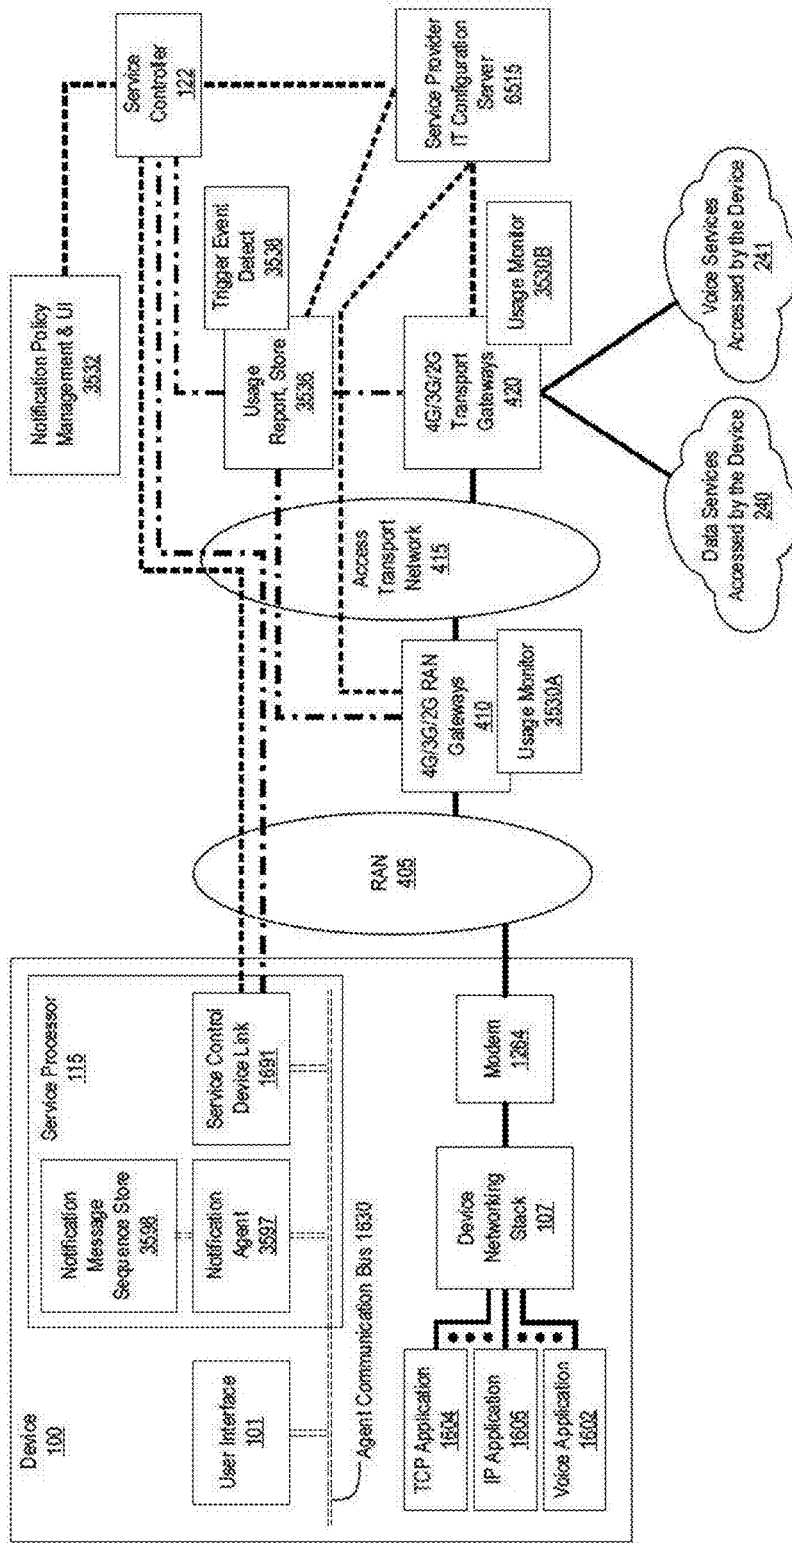 Device
100
User Interface
101
Notification
Message
Sequence Store
3598
Notification
Agent
3597
Service Processor
115
Service Control
Device Link
1691
Agent Communication Bus 1630
TCP Application
1604
IP Application
1605
Voice Application
1602
Device
Networking
Stack
107
Modem
1264
RAN
405
4G/3G/2G RAN
Gateways
410
Usage Monitor
3530A
Access
Transport
Network
415
Notification Policy
Management & UI
3532
Service
Controller
122
Usage
Report, Store
3535
Trigger Event
Detect
3538
4G/3G/2G
Transport
Gateways
420
Usage Monitor
3530B
Service Provider
IT Configuration
Server
6515
Data Services
Accessed by the Device
240
Voice Services
Accessed by the Device
241